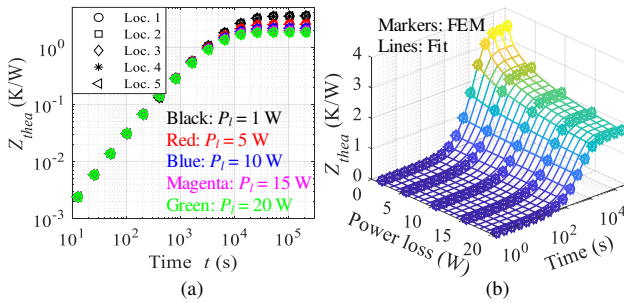 Loc. 1
Loc. 2
Loc. 3
Loc. 4
Loc. 5
10^0
10^-1
10^-2
10^-3
Z_thea (K/W)
Black: P_l = 1 W
Red: P_l = 5 W
Blue: P_l = 10 W
Magenta: P_l = 15 W
Green: P_l = 20 W
10^1 10^2 10^3 10^4 10^5
Time t (s)
(a)
Markers: FEM
Lines: Fit
4
3
2
1
0
Z_thea (K/W)
5
10
15
20
Power loss (W)
10^0
10^2
10^4
Time (s)
(b)